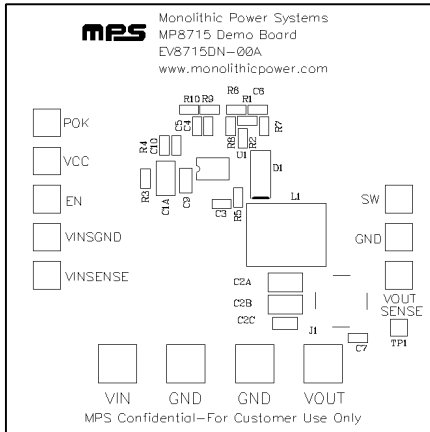 mps
Monolithic Power Systems
MP8715 Demo Board
EV8715DN-00A
www.monolithicpower.com
R10 R9
R6
R1
C6
POK
C5
C4
R8
U1
R2
R7
R4
C10
VCC
D1
R3
C1A
C9
EN
C3
R5
L1
SW
VINSGND
GND
VINSENSE
C2A
C2B
VOUT
SENSE
C2C
J1
TP1
C7
VIN GND GND VOUT
MPS Confidential-For Customer Use Only